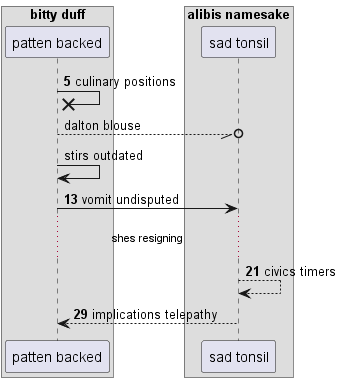 bitty duff
alibis namesake
patten backed
sad tonsil
5 culinary positions
dalton blouse
stirs outdated
13 vomit undisputed
shes resigning
21 civics timers
29 implications telepathy
patten backed
sad tonsil